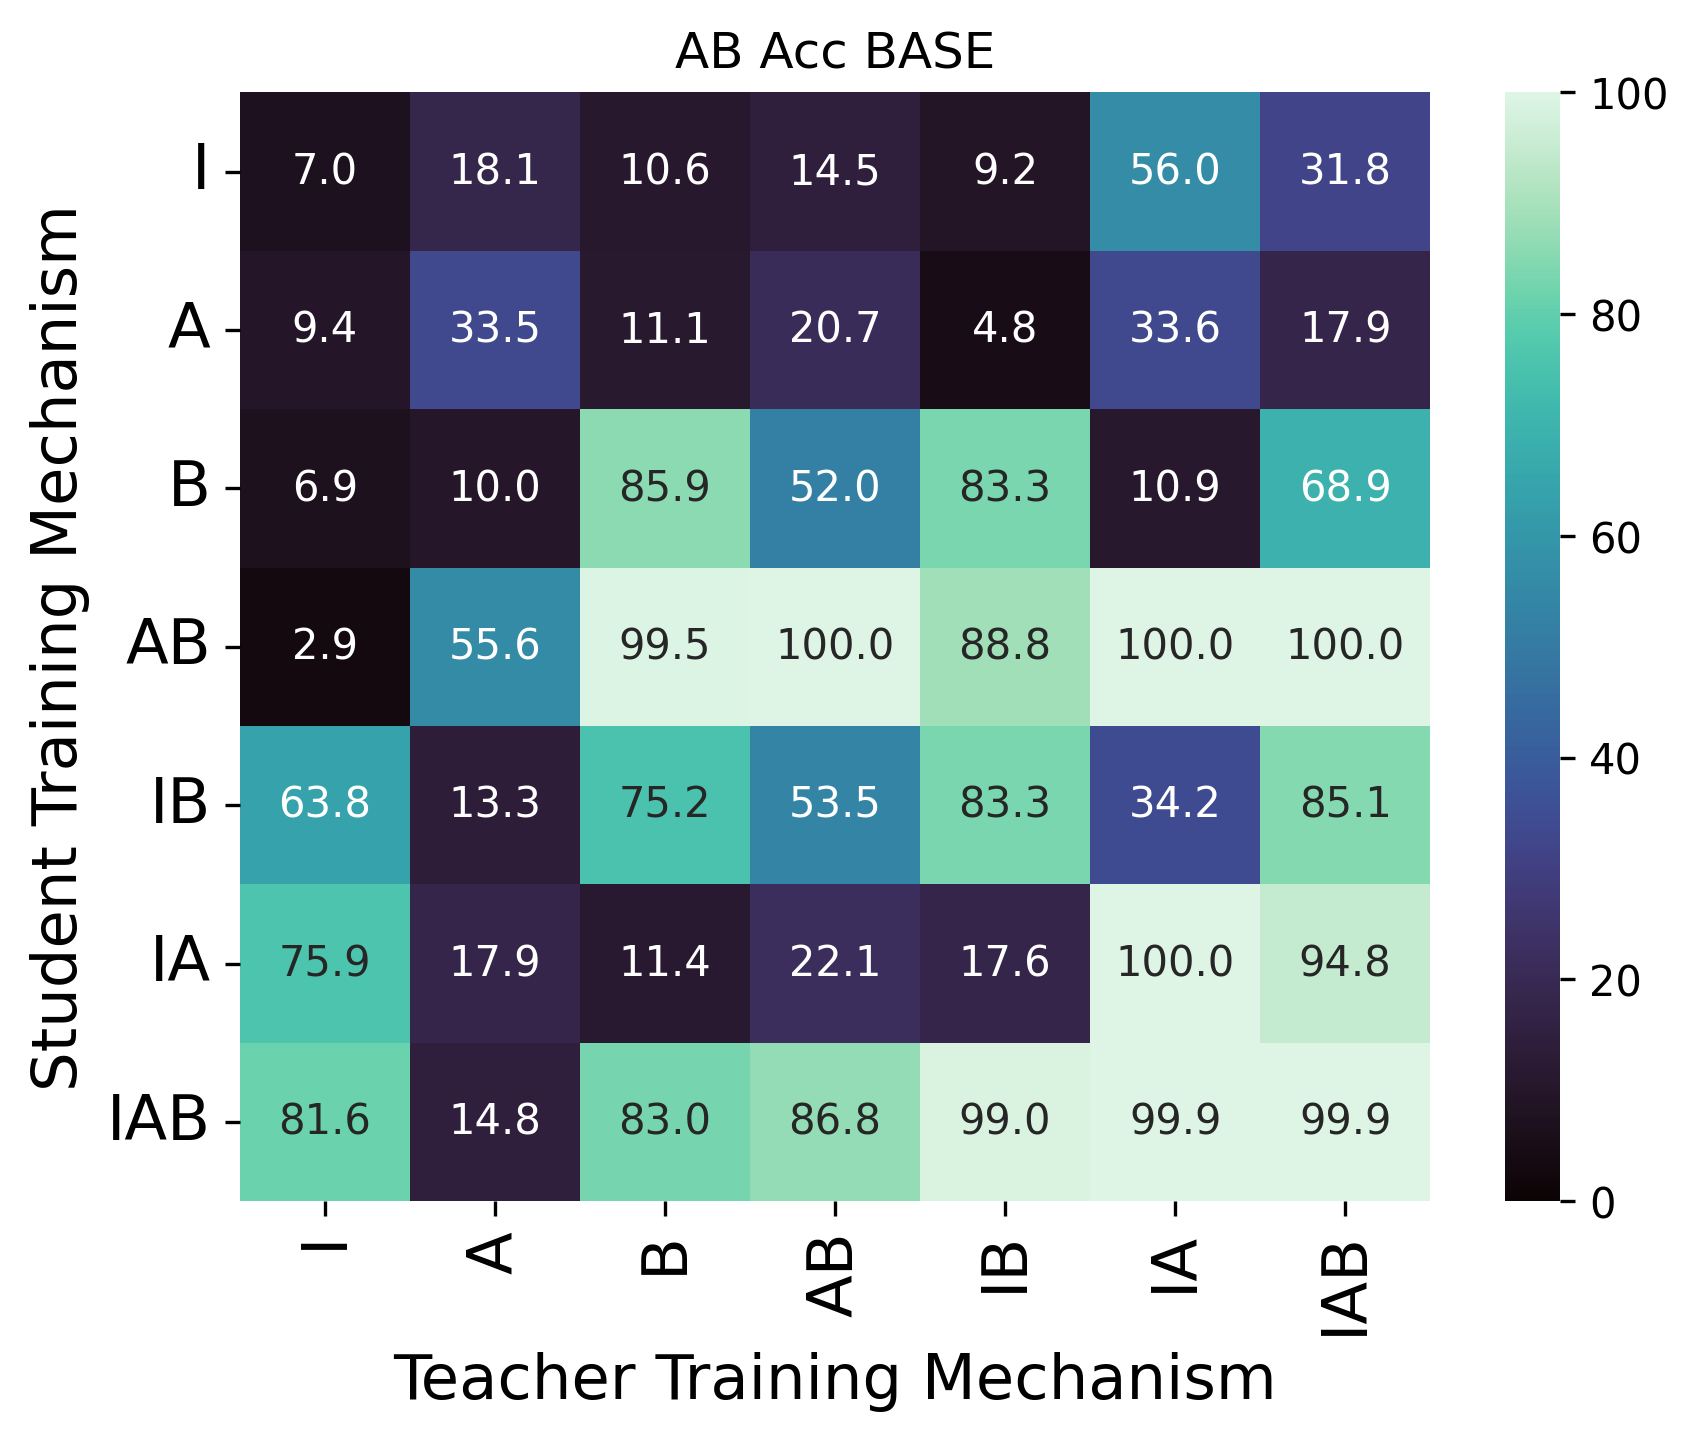 AB Acc BASE
Student Training Mechanism
I 7.0 18.1 10.6 14.5 9.2 56.0 31.8
A 9.4 33.5 11.1 20.7 4.8 33.6 17.9
B 6.9 10.0 85.9 52.0 83.3 10.9 68.9
AB 2.9 55.6 99.5 100.0 88.8 100.0 100.0
IB 63.8 13.3 75.2 53.5 83.3 34.2 85.1
IA 75.9 17.9 11.4 22.1 17.6 100.0 94.8
IAB 81.6 14.8 83.0 86.8 99.0 99.9 99.9
I A B AB IB IA IAB
Teacher Training Mechanism
100
80
60
40
20
0